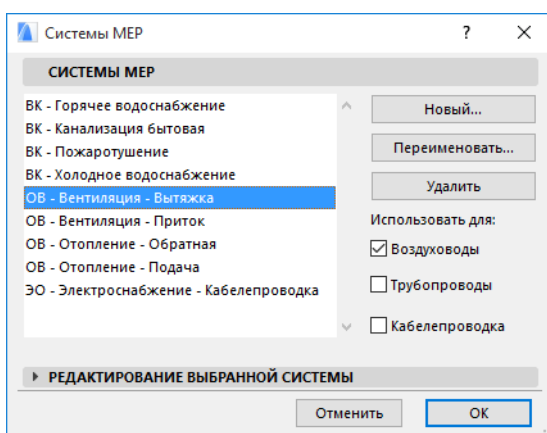 Системы MEP
?
СИСТЕМЫ MEP
ВК - Горячее водоснабжение
ВК - Канализация бытовая
ВК - Пожаротушение
ВК - Холодное водоснабжение
ОВ - Вентиляция - Вытяжка
ОВ - Вентиляция - Приток
ОВ - Отопление - Обратная
ОВ - Отопление - Подача
ЭО - Электроснабжение - Кабелепроводка
Новый...
Переименовать...
Удалить
Использовать для:
Воздуховоды
Трубопроводы
Кабелепроводка
РЕДАКТИРОВАНИЕ ВЫБРАННОЙ СИСТЕМЫ
Отменить
OK